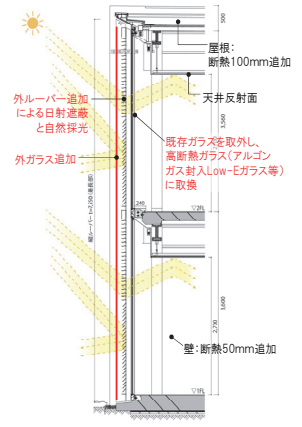 500
屋根：
断熱100mm追加
天井反射面
外ルーバー追加
による日射遮蔽
と自然採光
既存ガラスを取外し、
高断熱ガラス（アルゴン
ガス封入Low-Eガラス等）
に取換
外ガラス追加
3,560
240
▽2FL
3,600
2,730
壁：断熱50mm追加
▽1FL